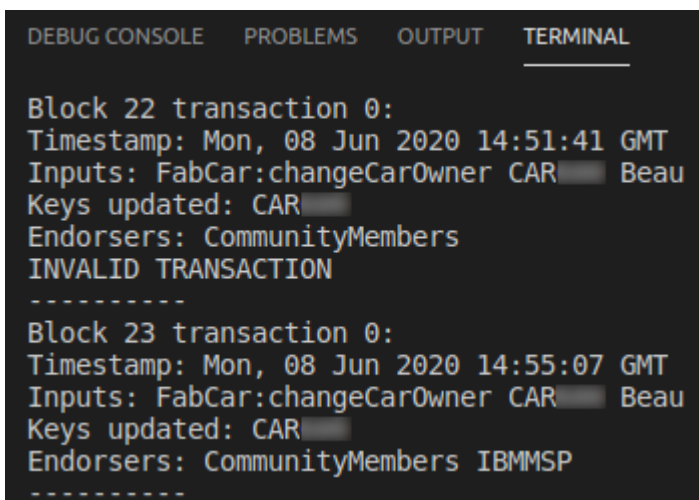 DEBUG CONSOLE PROBLEMS OUTPUT TERMINAL
Block 22 transaction 0:
Timestamp: Mon, 08 Jun 2020 14:51:41 GMT
Inputs: FabCar:changeCarOwner CAR Beau
Keys updated: CAR
Endorsers: CommunityMembers
INVALID TRANSACTION
----------
Block 23 transaction 0:
Timestamp: Mon, 08 Jun 2020 14:55:07 GMT
Inputs: FabCar:changeCarOwner CAR Beau
Keys updated: CAR
Endorsers: CommunityMembers IBMMSP
----------